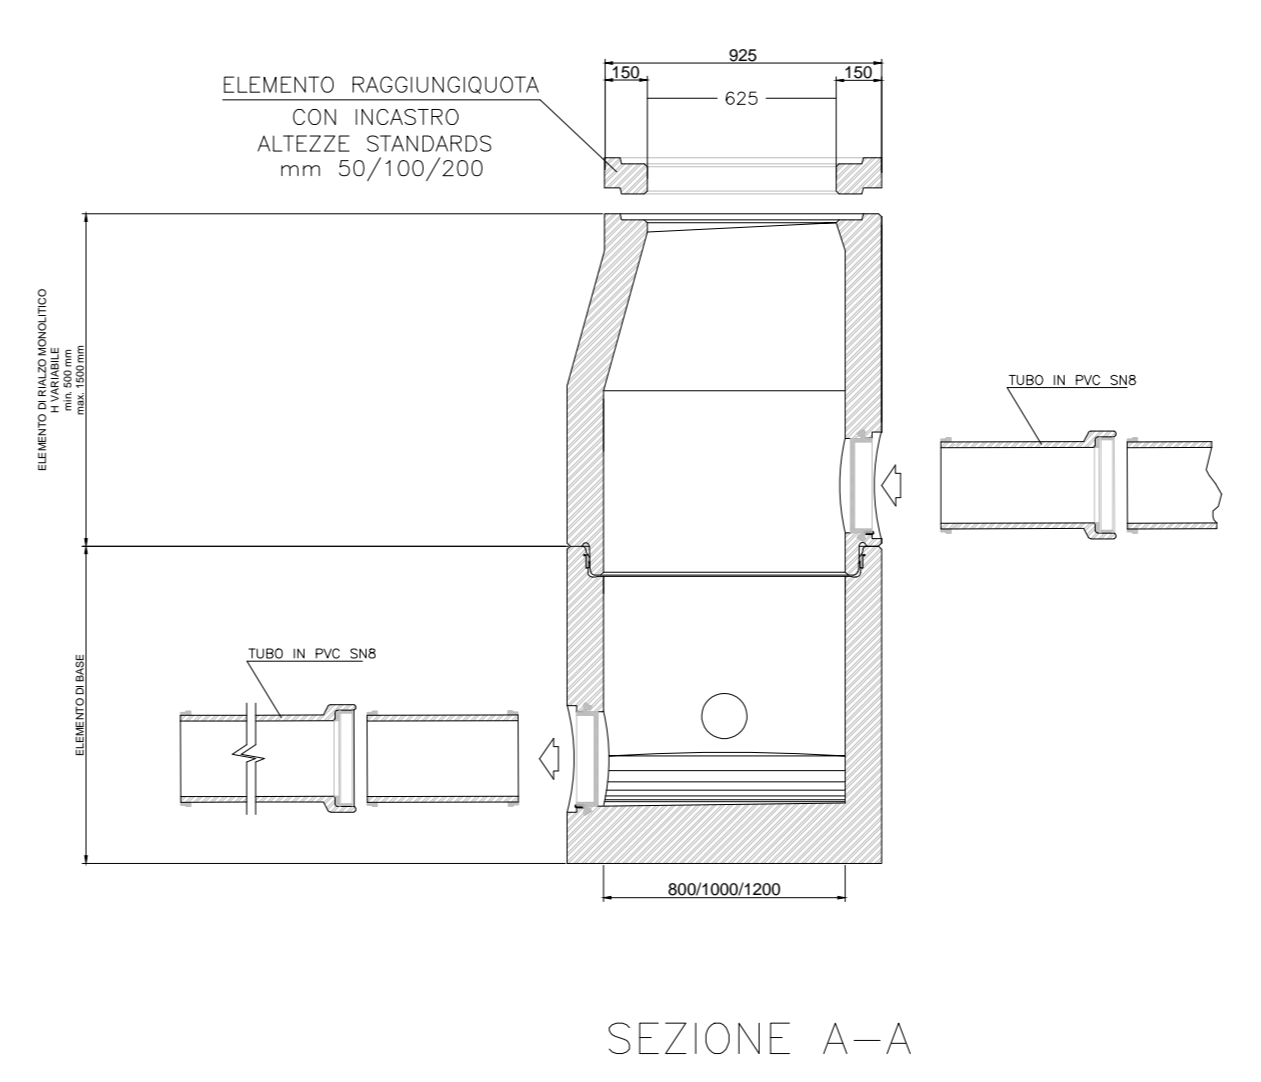 925
150
150
625
ELEMENTO RAGGIUNGIQUOTA
CON INCASTRO
ALTEZZE STANDARDS
mm 50/100/200
ELEMENTO DI RIALZO MONOLITICO
H VARIABILE
min. 500 mm
max. 1500 mm
TUBO IN PVC SN8
TUBO IN PVC SN8
ELEMENTO DI BASE
800/1000/1200
SEZIONE A-A